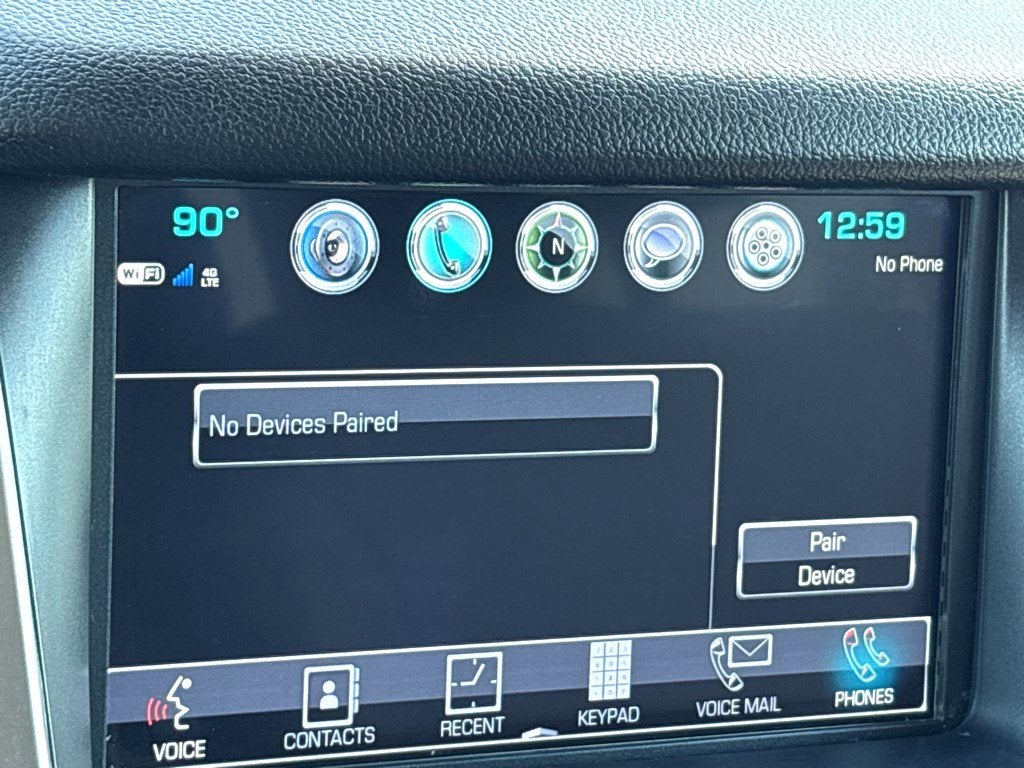 90°
12:59
WiFi
4G
LTE
N
No Phone
No Devices Paired
Pair
Device
VOICE
CONTACTS
RECENT
KEYPAD
VOICE MAIL
PHONES